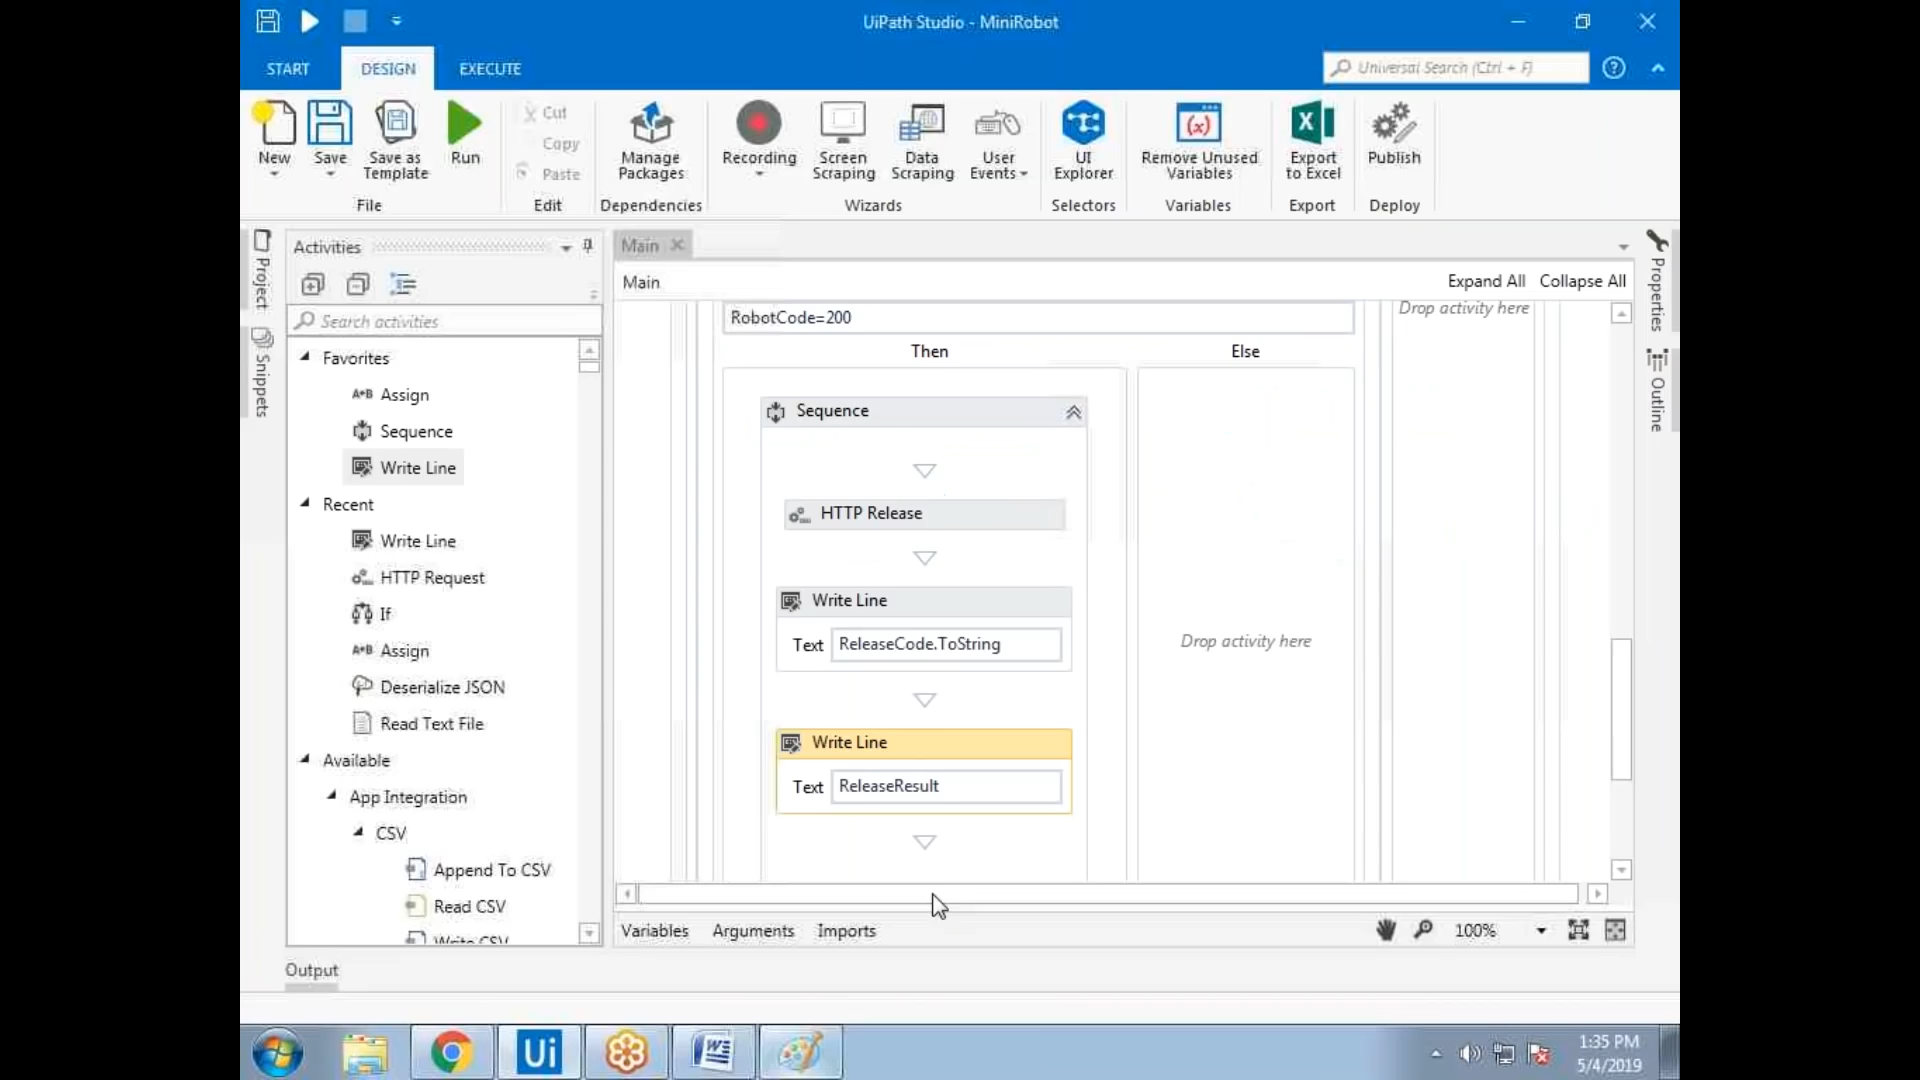 UiPath Studio - MiniRobot
START DESIGN EXECUTE
Universal Search (Ctrl + F)
New
Save
Save as Template
Run
Cut
Copy
Paste
Manage Packages
Recording
Screen Scraping
Data Scraping
User Events
UI Explorer
Remove Unused Variables
Export to Excel
Publish
File
Edit
Dependencies
Wizards
Selectors
Variables
Export
Deploy
Project
Snippets
Activities
Search activities
Favorites
Assign
Sequence
Write Line
Recent
Write Line
HTTP Request
If
Assign
Deserialize JSON
Read Text File
Available
App Integration
CSV
Append To CSV
Read CSV
Write CSV
Main
Main
Expand All Collapse All
RobotCode=200
Drop activity here
Then
Else
Sequence
HTTP Release
Write Line
Text ReleaseCode.ToString
Drop activity here
Write Line
Text ReleaseResult
Variables Arguments Imports
100%
Properties
Outline
Output
Ui
W
1:35 PM
5/4/2019